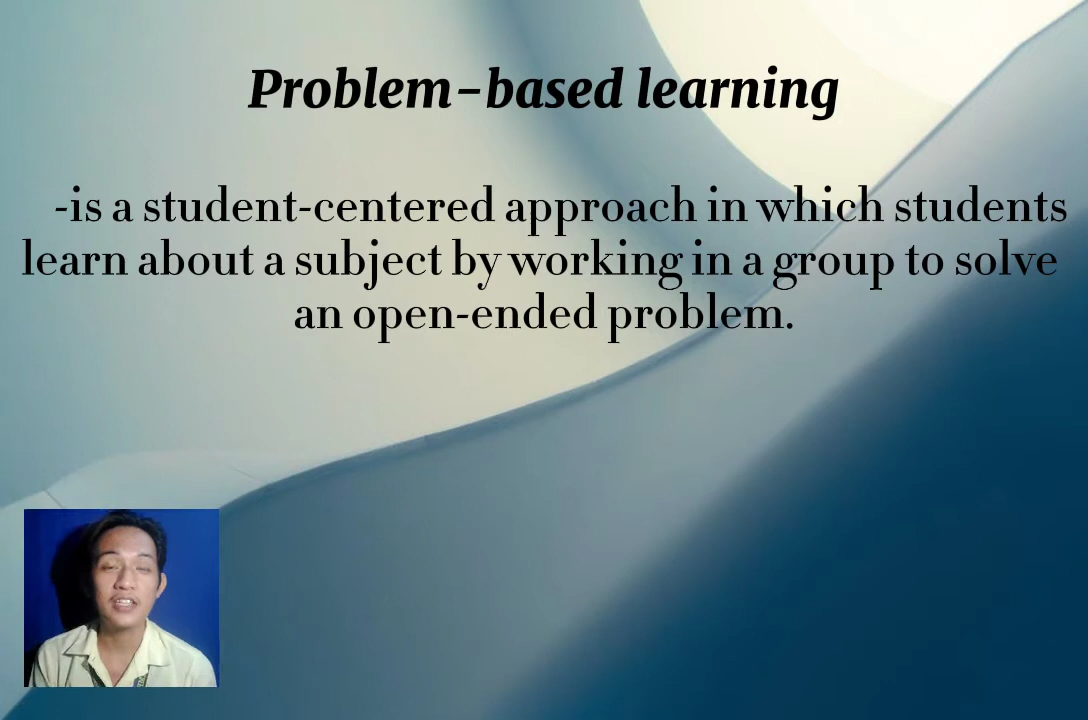 Problem-based learning
-is a student-centered approach in which students
learn about a subject by working in a group to solve
an open-ended problem.